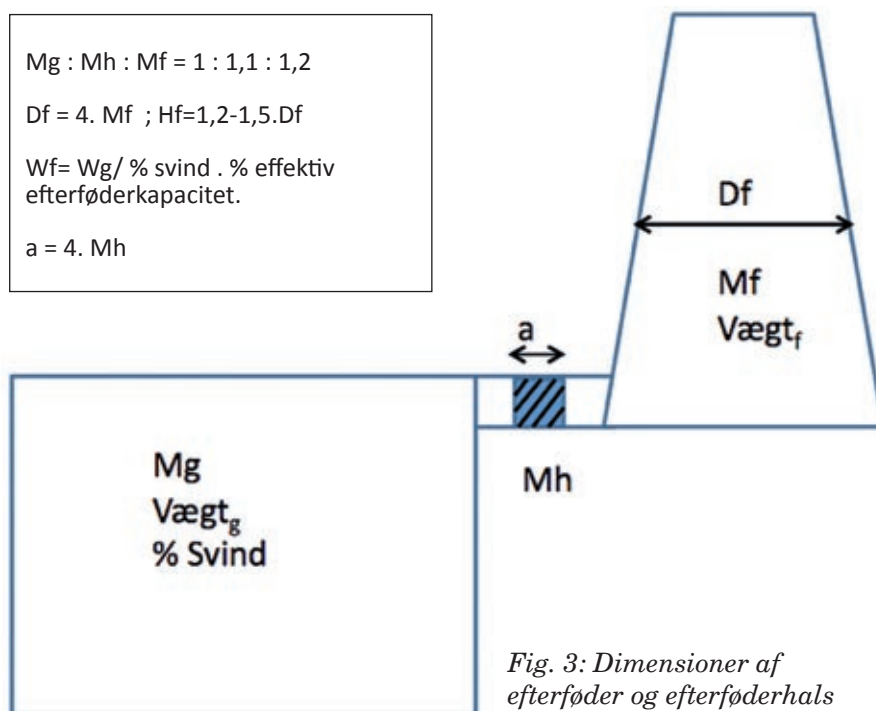 Mg : Mh : Mf = 1 : 1,1 : 1,2
Df = 4. Mf  ; Hf=1,2-1,5.Df
Wf= Wg/ % svind . % effektiv
efterføderkapacitet.
a = 4. Mh
Df
Mf
Vægtf
a
Mg
Vægtg
% Svind
Mh
Fig. 3: Dimensioner af
efterføder og efterføderhals